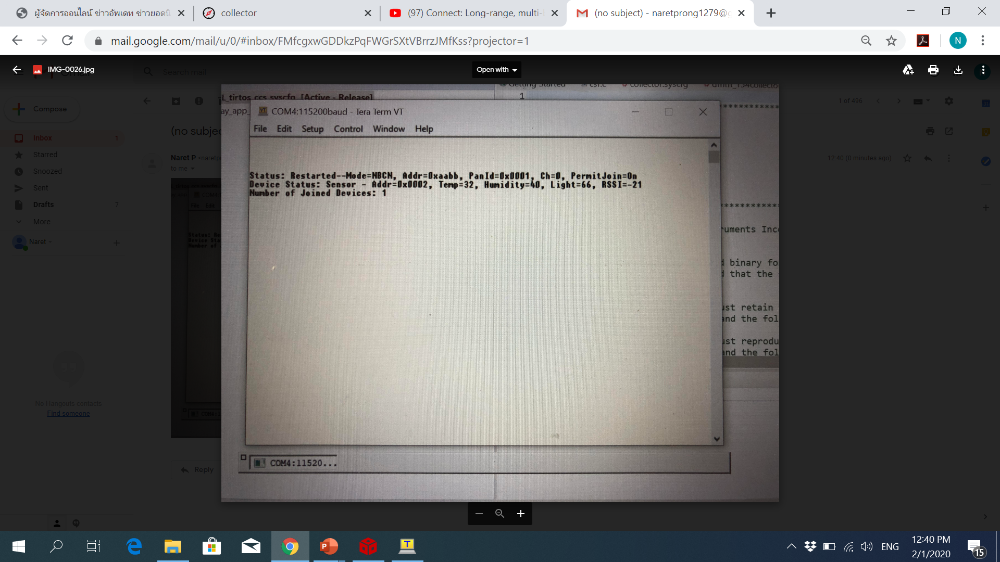 ผู้จัดการออนไลน์ ข่าวอัพเดท ข่าวยอดนิ
collector
(97) Connect: Long-range, multi-
(no subject) - naretprong1279@g
mail.google.com/mail/u/0/#inbox/FMfcgxwGDDkzPqFWGrSXtVBrrzJMfKss?projector=1
N
IMG-0026.jpg
Open with
Search mail
Compose
1 of 496
Inbox 1
Starred
Snoozed
Sent
Drafts 7
More
Naret
No Hangouts contacts
Find someone
(no subjec
Naret P <naretpr
to me
12:40 (0 minutes ago)
Reply
L_tirtos_ccs.syscfg [Active - Release]
ay_app_
Getting Started
csf.c
collector.syscfg
1
COM4:115200baud - Tera Term VT
File Edit Setup Control Window Help
Status: Restarted--Mode=NBCN, Addr=0xaabb, PanId=0x0001, Ch=0, PermitJoin=On
Device Status: Sensor - Addr=0x0002, Temp=32, Humidity=40, Light=66, RSSI=-21
Number of Joined Devices: 1
ruments Inco
d binary for
d that the f
ust retain
and the fol
ust reprodu
and the fol
COM4:11520...
ENG
12:40 PM
2/1/2020
15